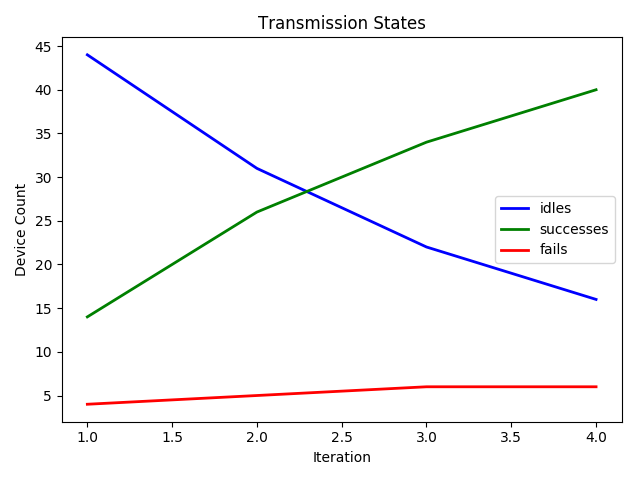 Transmission States
45
40
35
30
25
20
15
10
5
Device Count
idles
successes
fails
1.0 1.5 2.0 2.5 3.0 3.5 4.0
Iteration